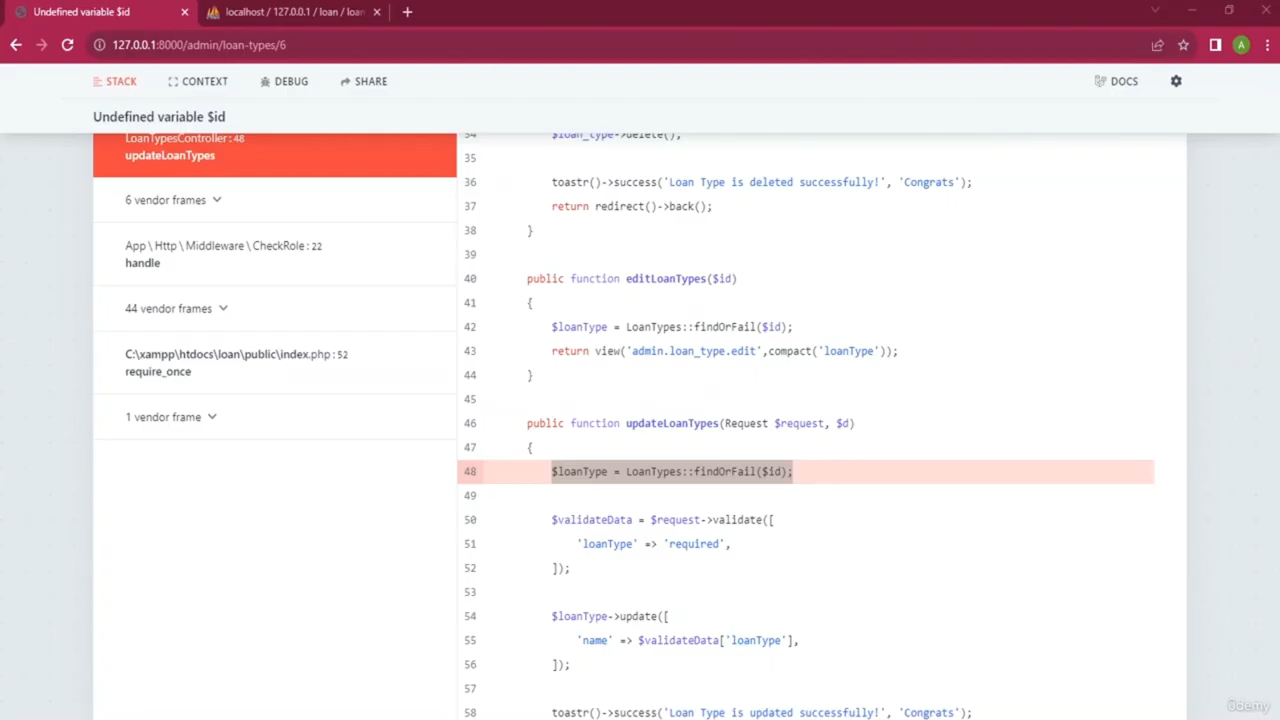 Undefined variable $id
localhost / 127.0.0.1 / loan / loan
127.0.0.1:8000/admin/loan-types/6
A
STACK CONTEXT DEBUG SHARE DOCS
Undefined variable $id
LoanTypesController:48
updateLoanTypes
6 vendor frames
App\Http\Middleware\CheckRole:22
handle
44 vendor frames
C:\xampp\htdocs\loan\public\index.php:52
require_once
1 vendor frame
34 $loan_type->delete();
35
36 toastr()->success('Loan Type is deleted successfully!', 'Congrats');
37 return redirect()->back();
38 }
39
40 public function editLoanTypes($id)
41 {
42 $loanType = LoanTypes::findOrFail($id);
43 return view('admin.loan_type.edit',compact('loanType'));
44 }
45
46 public function updateLoanTypes(Request $request, $d)
47 {
48 $loanType = LoanTypes::findOrFail($id);
49
50 $validateData = $request->validate([
51 'loanType' => 'required',
52 ]);
53
54 $loanType->update([
55 'name' => $validateData['loanType'],
56 ]);
57
58 toastr()->success('Loan Type is updated successfully!', 'Congrats');
ûdemy